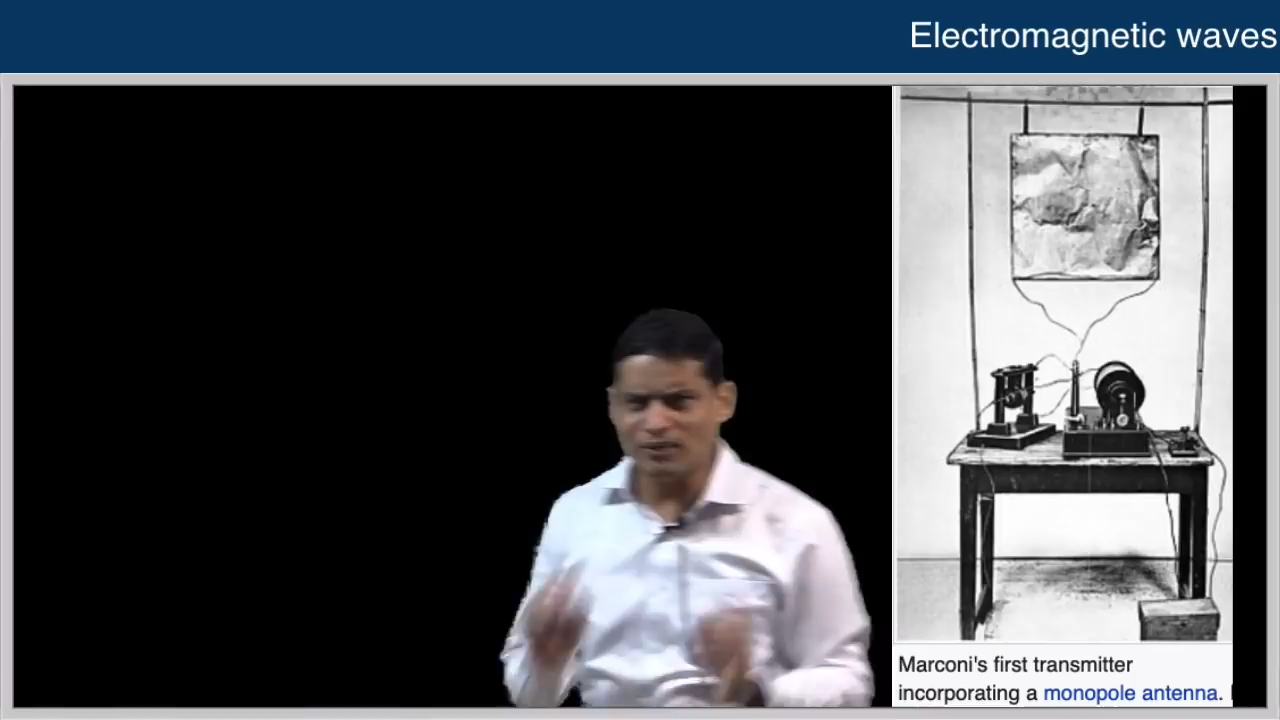 Electromagnetic waves
Marconi's first transmitter
incorporating a monopole antenna.